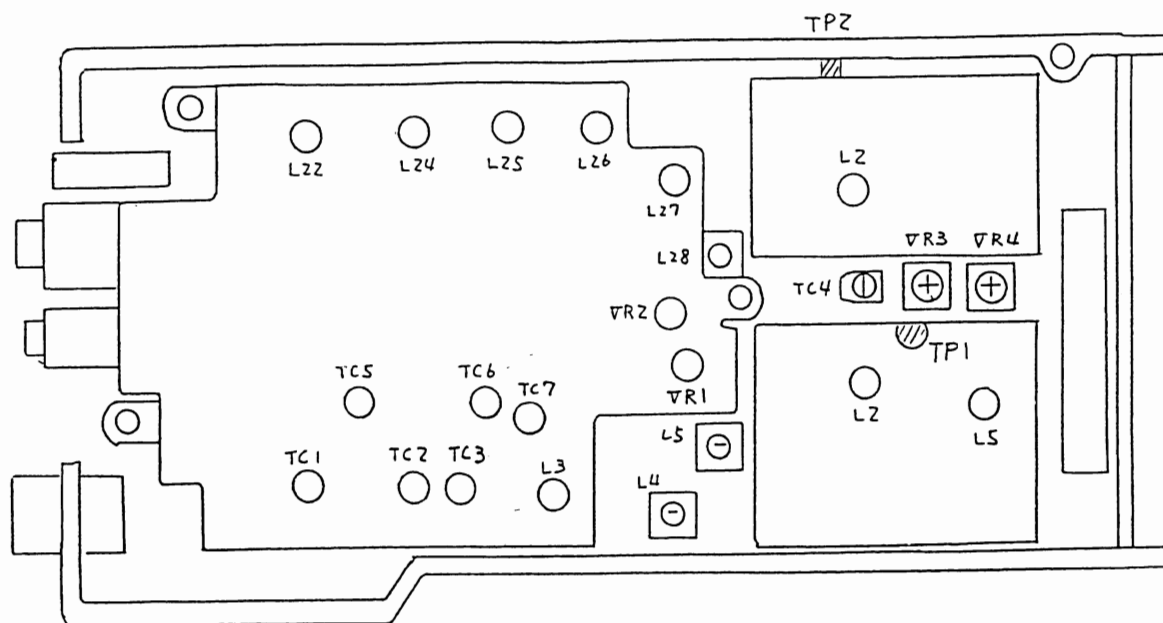 TP2
L22
L24
L25
L26
L27
L28
L2
VR3
VR4
TC4
VR2
TP1
VR1
TC5
TC6
TC7
L2
L5
L5
TC1
TC2
TC3
L3
L4